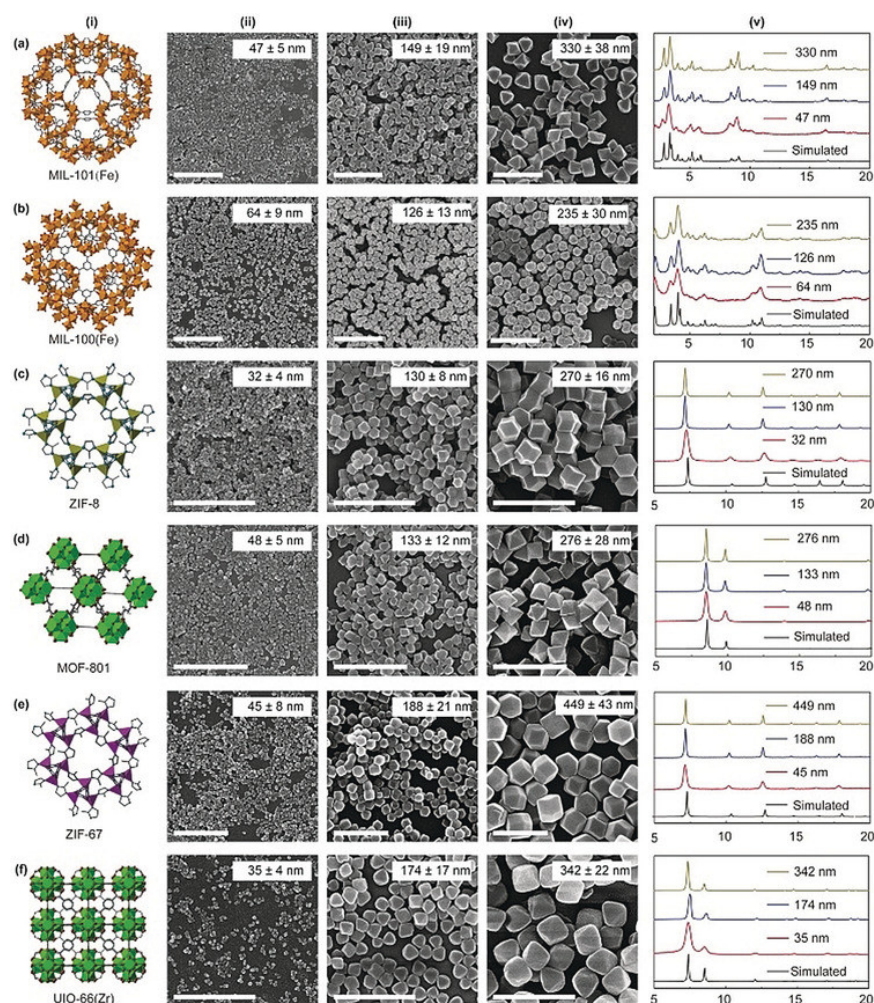 (i) (ii) (iii) (iv) (v)
(a) 47 ± 5 nm 149 ± 19 nm 330 ± 38 nm
330 nm
149 nm
47 nm
Simulated
MIL-101(Fe)
5 10 15 20
(b) 64 ± 9 nm 126 ± 13 nm 235 ± 30 nm
235 nm
126 nm
64 nm
Simulated
MIL-100(Fe)
5 10 15 20
(c) 32 ± 4 nm 130 ± 8 nm 270 ± 16 nm
270 nm
130 nm
32 nm
Simulated
ZIF-8
5 10 15 20
(d) 48 ± 5 nm 133 ± 12 nm 276 ± 28 nm
276 nm
133 nm
48 nm
Simulated
MOF-801
5 10 15 20
(e) 45 ± 8 nm 188 ± 21 nm 449 ± 43 nm
449 nm
188 nm
45 nm
Simulated
ZIF-67
5 10 15 20
(f) 35 ± 4 nm 174 ± 17 nm 342 ± 22 nm
342 nm
174 nm
35 nm
Simulated
UIO-66(Zr)
5 10 15 20